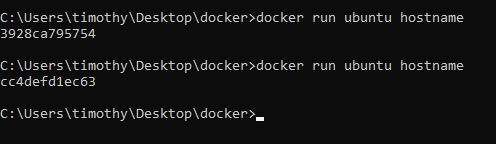 C:\Users\timothy\Desktop\docker>docker run ubuntu hostname
3928ca795754
C:\Users\timothy\Desktop\docker>docker run ubuntu hostname
cc4defd1ec63
C:\Users\timothy\Desktop\docker>